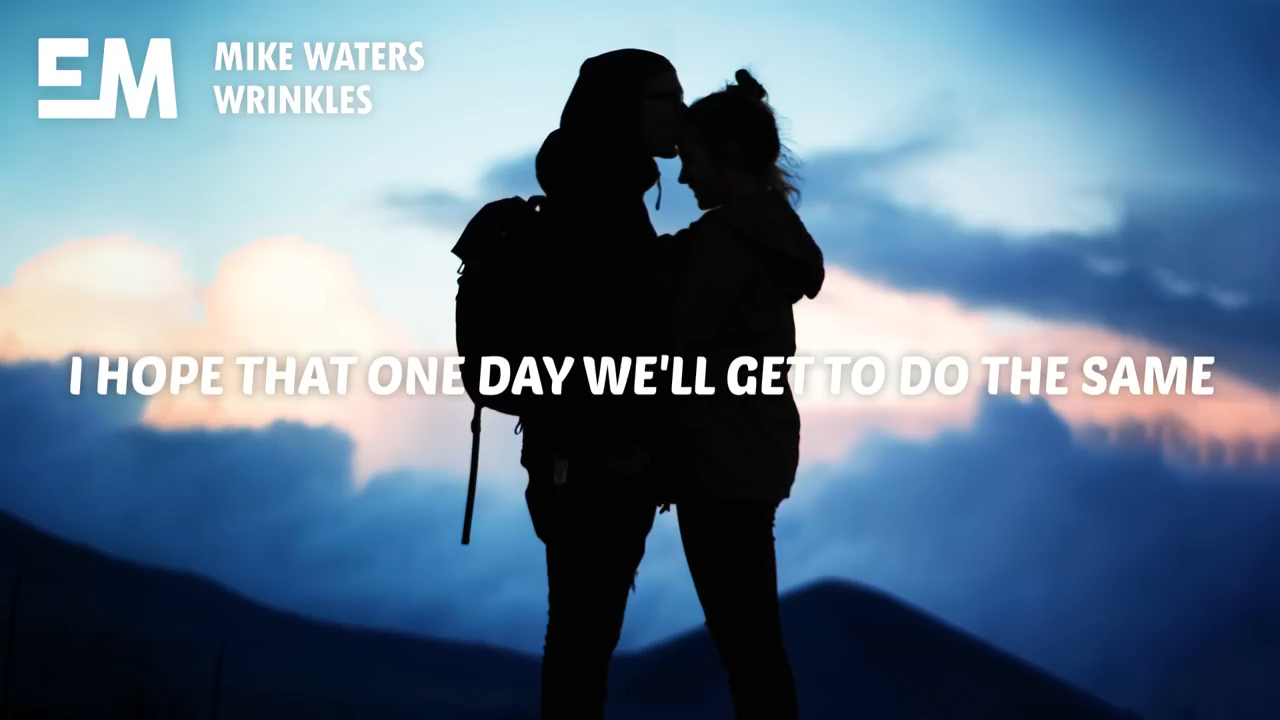 EM
MIKE WATERS
WRINKLES
I HOPE THAT ONE DAY WE'LL GET TO DO THE SAME